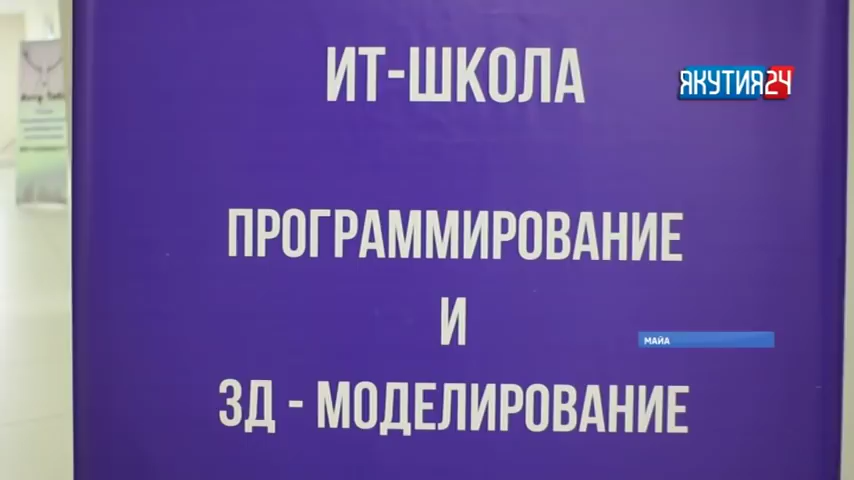 ИТ-ШКОЛА
ЯКУТИЯ24
ПРОГРАММИРОВАНИЕ
И
МАЙА
3Д - МОДЕЛИРОВАНИЕ